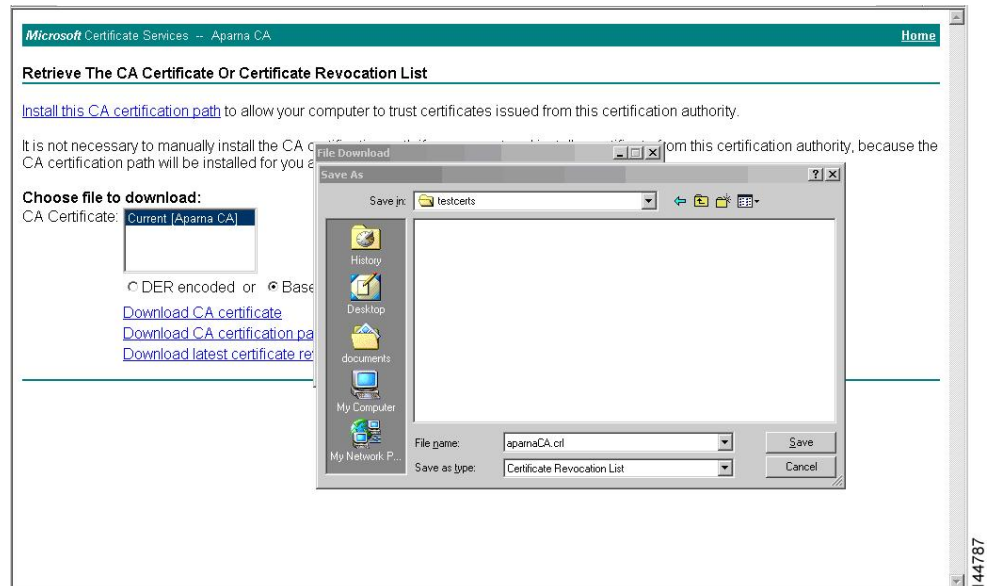 Microsoft Certificate Services -- Aparna CA Home
Retrieve The CA Certificate Or Certificate Revocation List
Install this CA certification path to allow your computer to trust certificates issued from this certification authority.
It is not necessary to manually install the CA c
om this certification authority, because the
CA certification path will be installed for you a
Choose file to download:
CA Certificate: Current [Aparna CA]
DER encoded or Base
Download CA certificate
Download CA certification pa
Download latest certificate re
File Download
Save As
Save in: testcerts
History
Desktop
documents
My Computer
My Network P...
File name: aparnaCA.crl Save
Save as type: Certificate Revocation List Cancel
144787